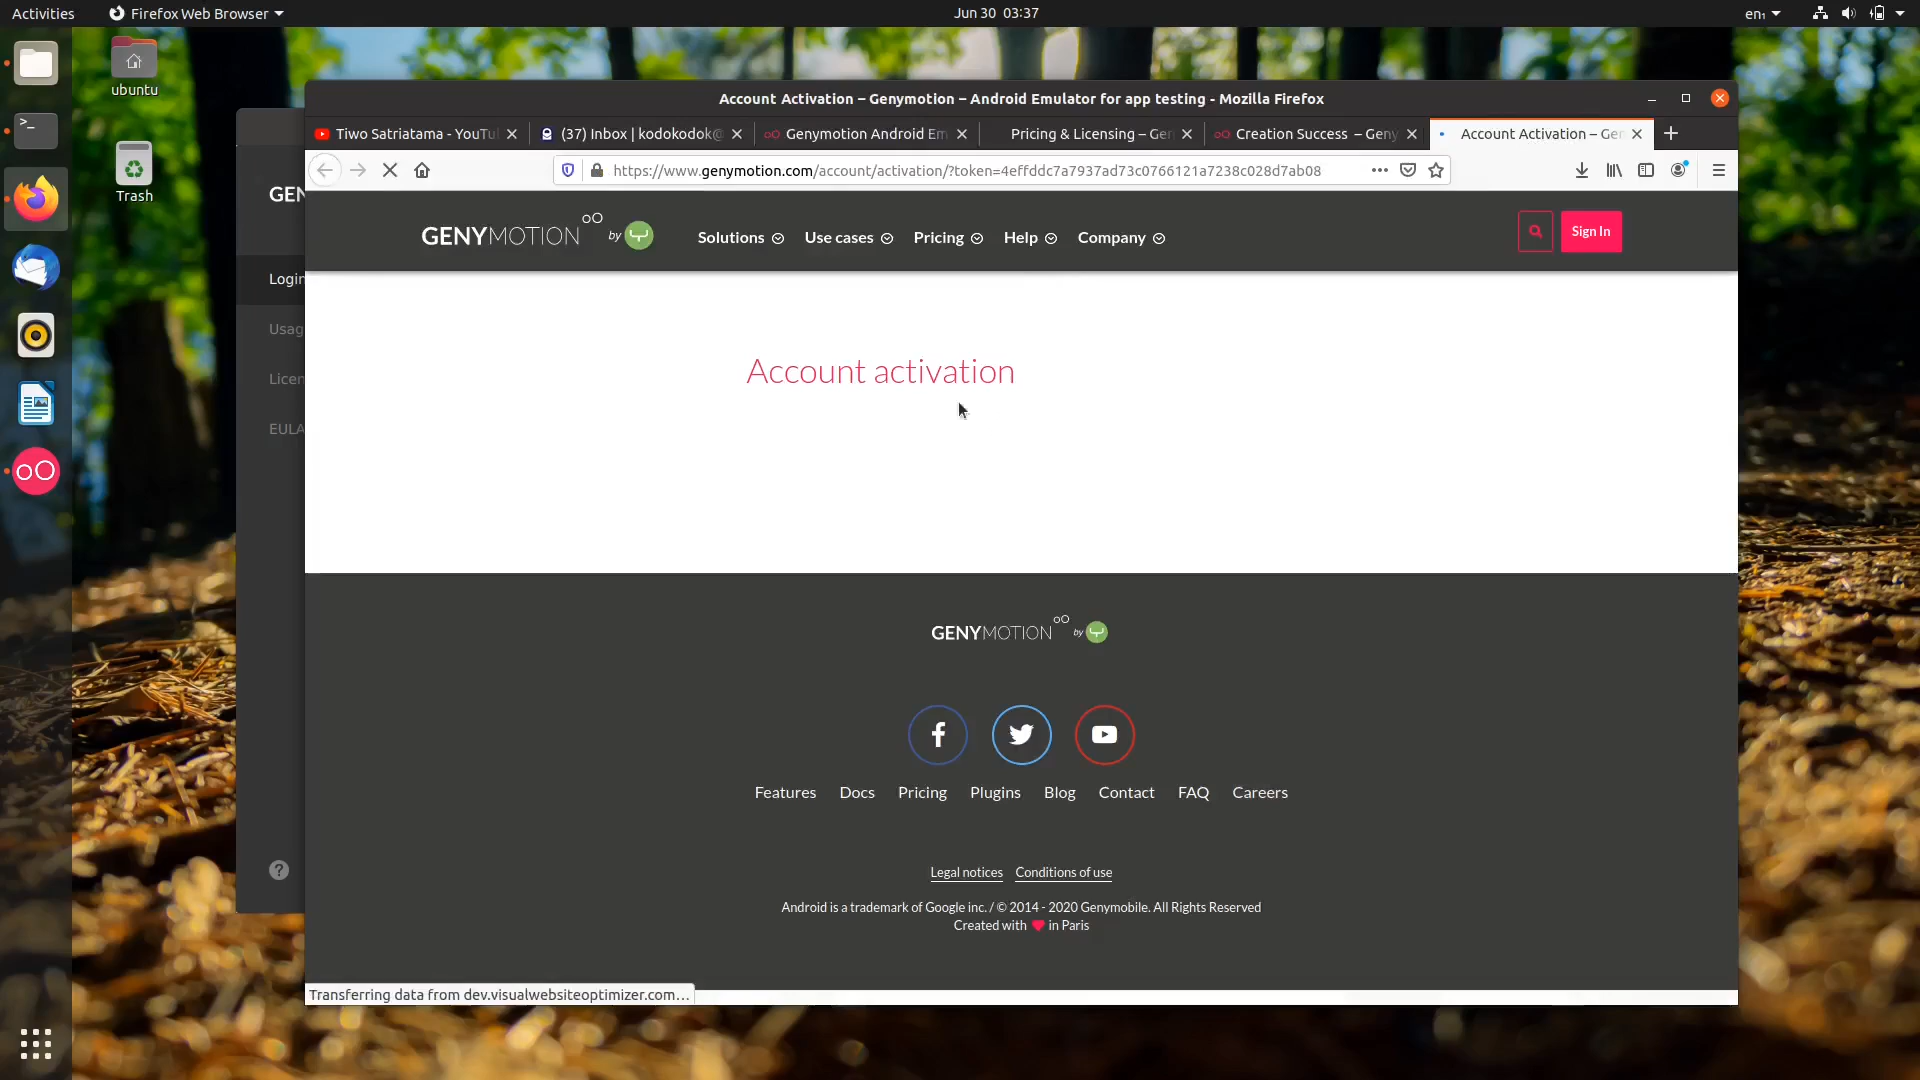 Activities
Firefox Web Browser
Jun 30 03:37
en₁
ubuntu
Trash
Account Activation – Genymotion – Android Emulator for app testing - Mozilla Firefox
Tiwo Satriatama - YouTu
(37) Inbox | kodokodok@
Genymotion Android Em
Pricing & Licensing – Gen
Creation Success – Geny
Account Activation – Gen
https://www.genymotion.com/account/activation/?token=4effddc7a7937ad73c0766121a7238c028d7ab08
GEN
Login
Usag
Licen
EULA
?
GENYMOTION by
Solutions
Use cases
Pricing
Help
Company
Sign In
Account activation
GENYMOTION by
Features
Docs
Pricing
Plugins
Blog
Contact
FAQ
Careers
Legal notices
Conditions of use
Android is a trademark of Google inc. / © 2014 - 2020 Genymobile. All Rights Reserved
Created with ❤ in Paris
Transferring data from dev.visualwebsiteoptimizer.com…